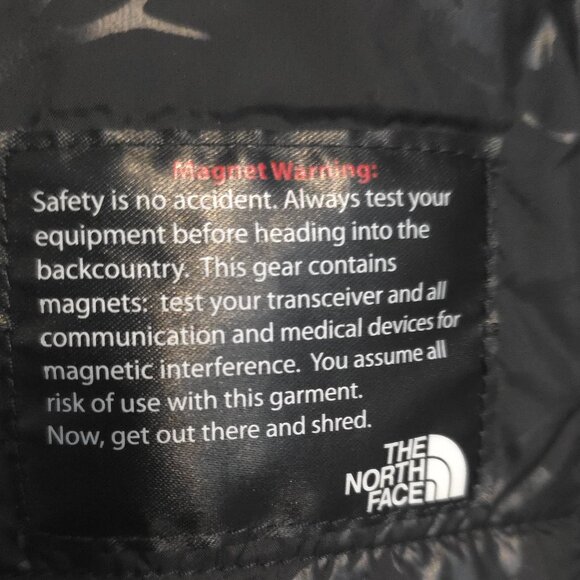 Magnet Warning:
Safety is no accident. Always test your
equipment before heading into the
backcountry. This gear contains
magnets: test your transceiver and all
communication and medical devices for
magnetic interference. You assume all
risk of use with this garment.
Now, get out there and shred.
THE
NORTH
FACE